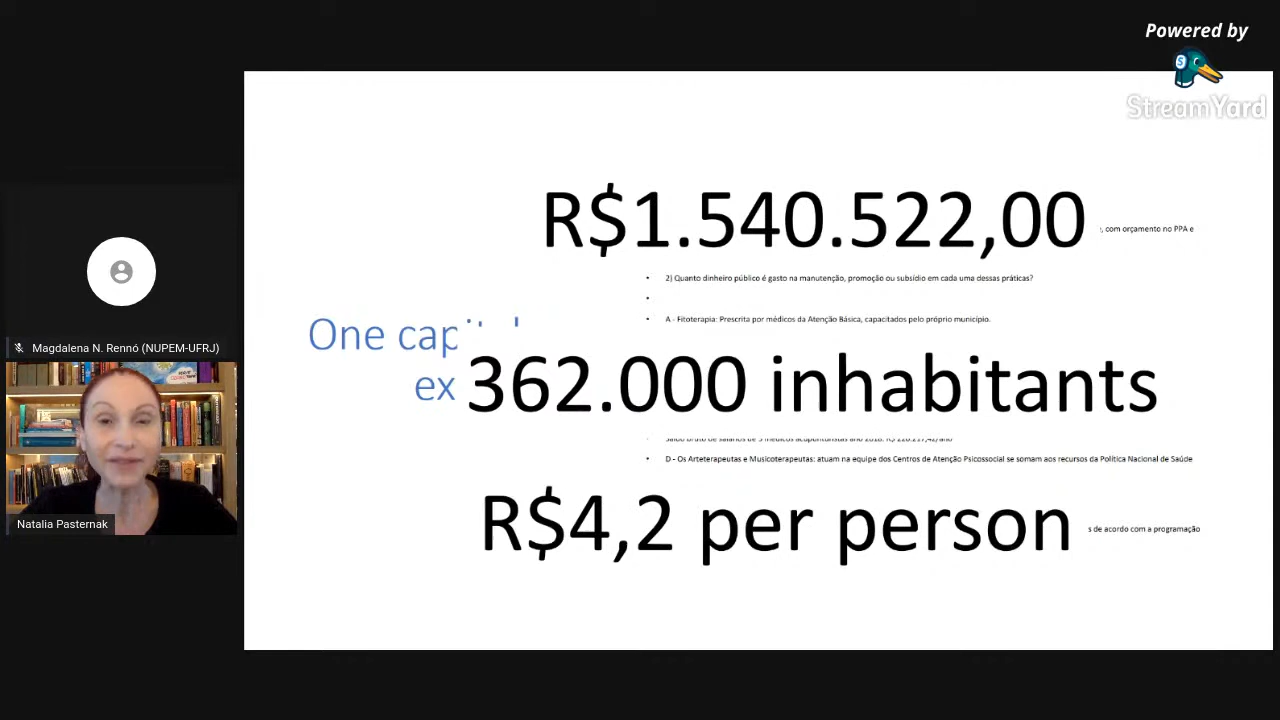 Powered by
StreamYard
R$1.540.522,00
, com orçamento no PPA e
• 2) Quanto dinheiro público é gasto na manutenção, promoção ou subsídio em cada uma dessas práticas?
•
• A - Fitoterapia: Prescrita por médicos da Atenção Básica, capacitados pelo próprio município.
One
362.000 inhabitants
• D - Os Arteterapeutas e Musicoterapeutas: atuam na equipe dos Centros de Atenção Psicossocial se somam aos recursos da Política Nacional de Saúde
R$4,2 per person
s de acordo com a programação
Magdalena N. Rennó (NUPEM-UFRJ)
Natalia Pasternak